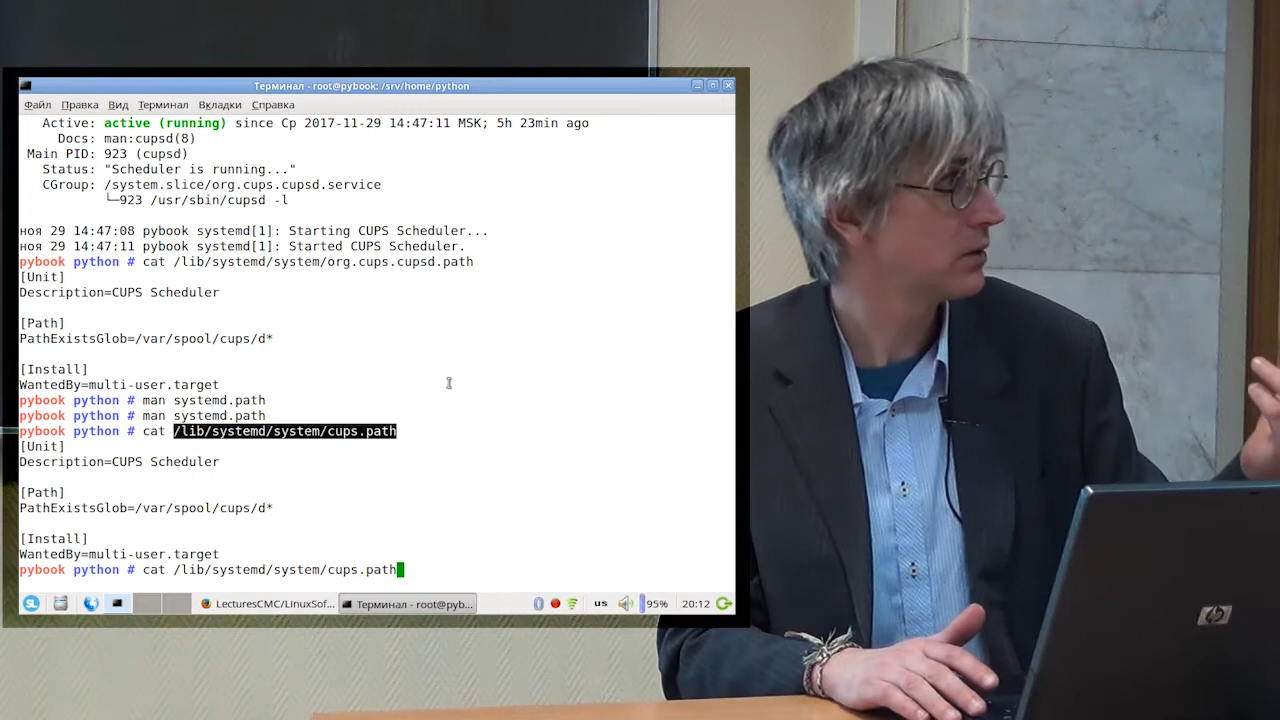 Терминал - root@pybook: /srv/home/python
Файл Правка Вид Терминал Вкладки Справка
Active: active (running) since Ср 2017-11-29 14:47:11 MSK; 5h 23min ago
Docs: man:cupsd(8)
Main PID: 923 (cupsd)
Status: "Scheduler is running..."
CGroup: /system.slice/org.cups.cupsd.service
└─923 /usr/sbin/cupsd -l
ноя 29 14:47:08 pybook systemd[1]: Starting CUPS Scheduler...
ноя 29 14:47:11 pybook systemd[1]: Started CUPS Scheduler.
pybook python # cat /lib/systemd/system/org.cups.cupsd.path
[Unit]
Description=CUPS Scheduler
[Path]
PathExistsGlob=/var/spool/cups/d*
[Install]
WantedBy=multi-user.target
pybook python # man systemd.path
pybook python # man systemd.path
pybook python # cat /lib/systemd/system/cups.path
[Unit]
Description=CUPS Scheduler
[Path]
PathExistsGlob=/var/spool/cups/d*
[Install]
WantedBy=multi-user.target
pybook python # cat /lib/systemd/system/cups.path
LecturesCMC/LinuxSof... Терминал - root@pyb... us 95% 20:12
hp